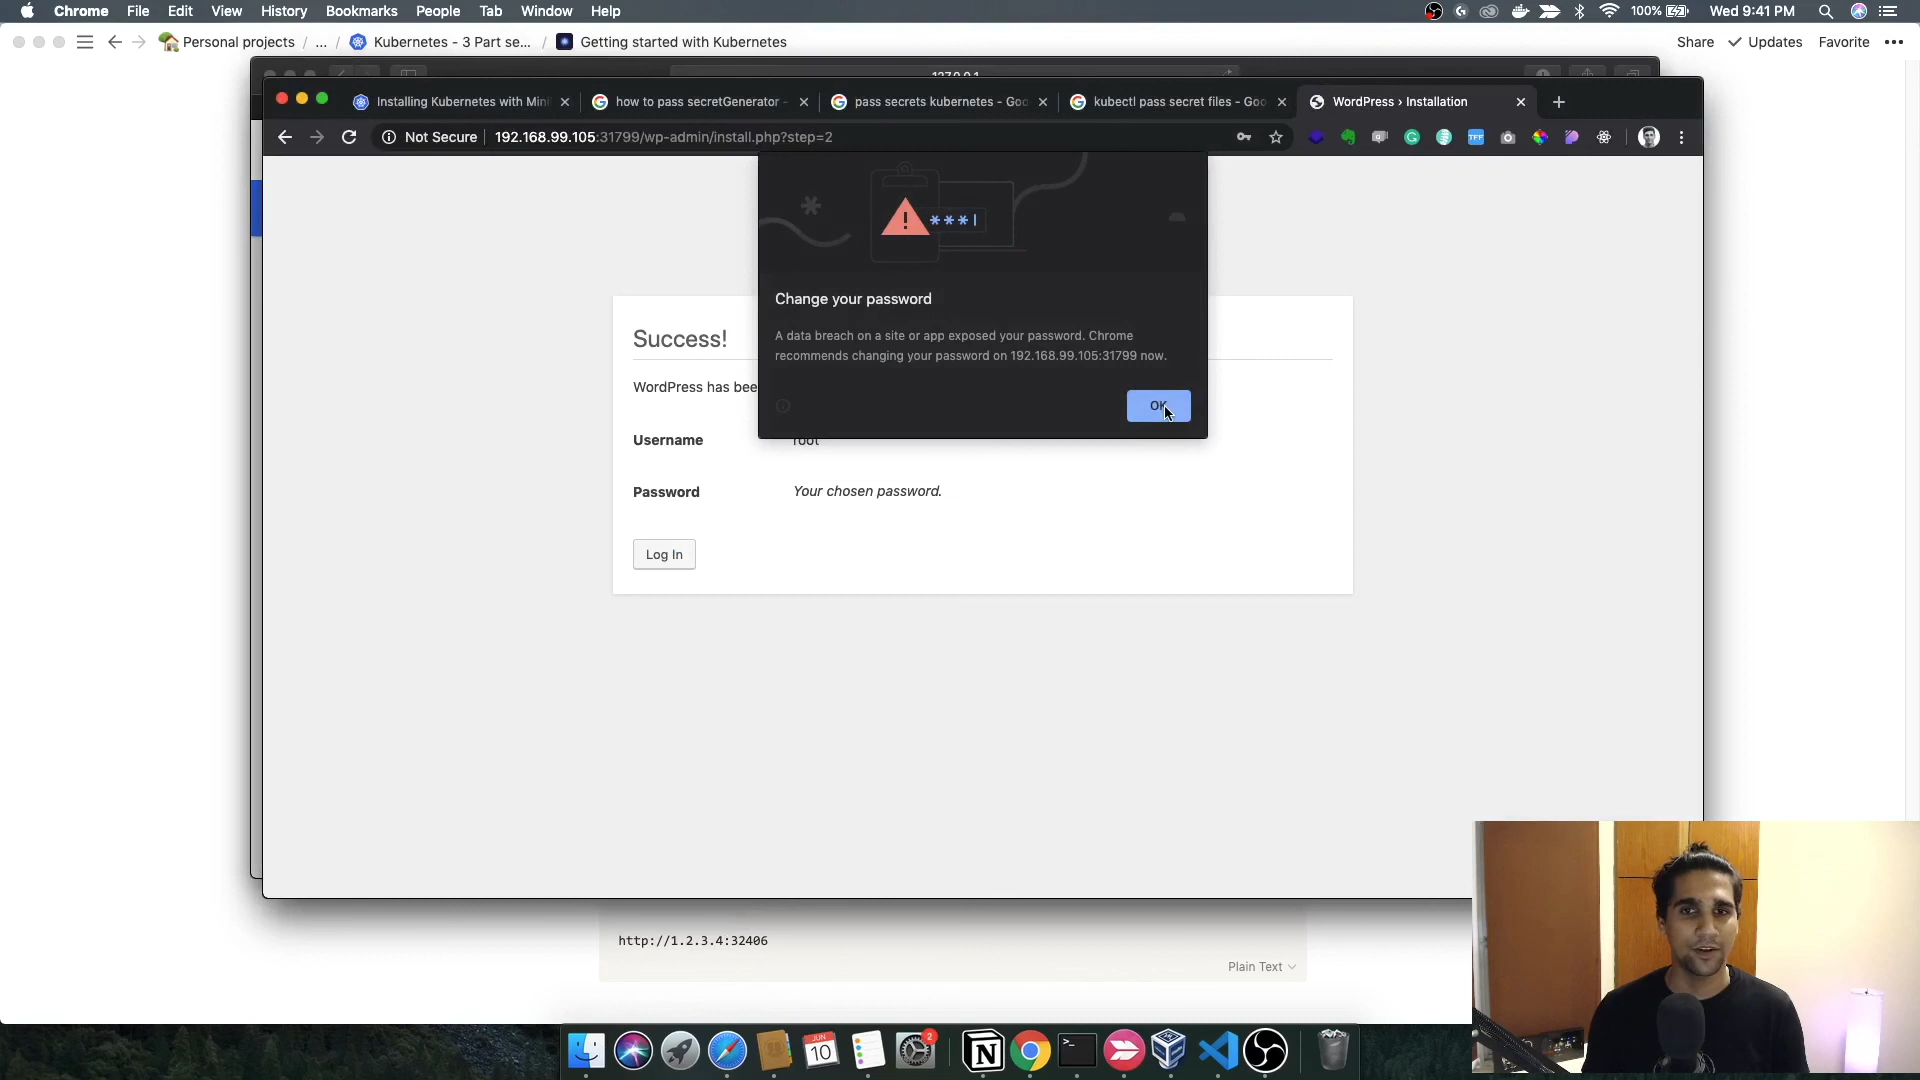 Chrome File Edit View History Bookmarks People Tab Window Help 100% Wed 9:41 PM
Personal projects / ... / Kubernetes - 3 Part se... / Getting started with Kubernetes Share Updates Favorite
Installing Kubernetes with Mini how to pass secretGenerator - pass secrets kubernetes - Goo kubectl pass secret files - Goo WordPress › Installation
Not Secure 192.168.99.105:31799/wp-admin/install.php?step=2
TFF
***
Change your password
A data breach on a site or app exposed your password. Chrome
recommends changing your password on 192.168.99.105:31799 now.
OK
Success!
WordPress has bee
Username root
Password Your chosen password.
Log In
http://1.2.3.4:32406
Plain Text
JUN
10
2